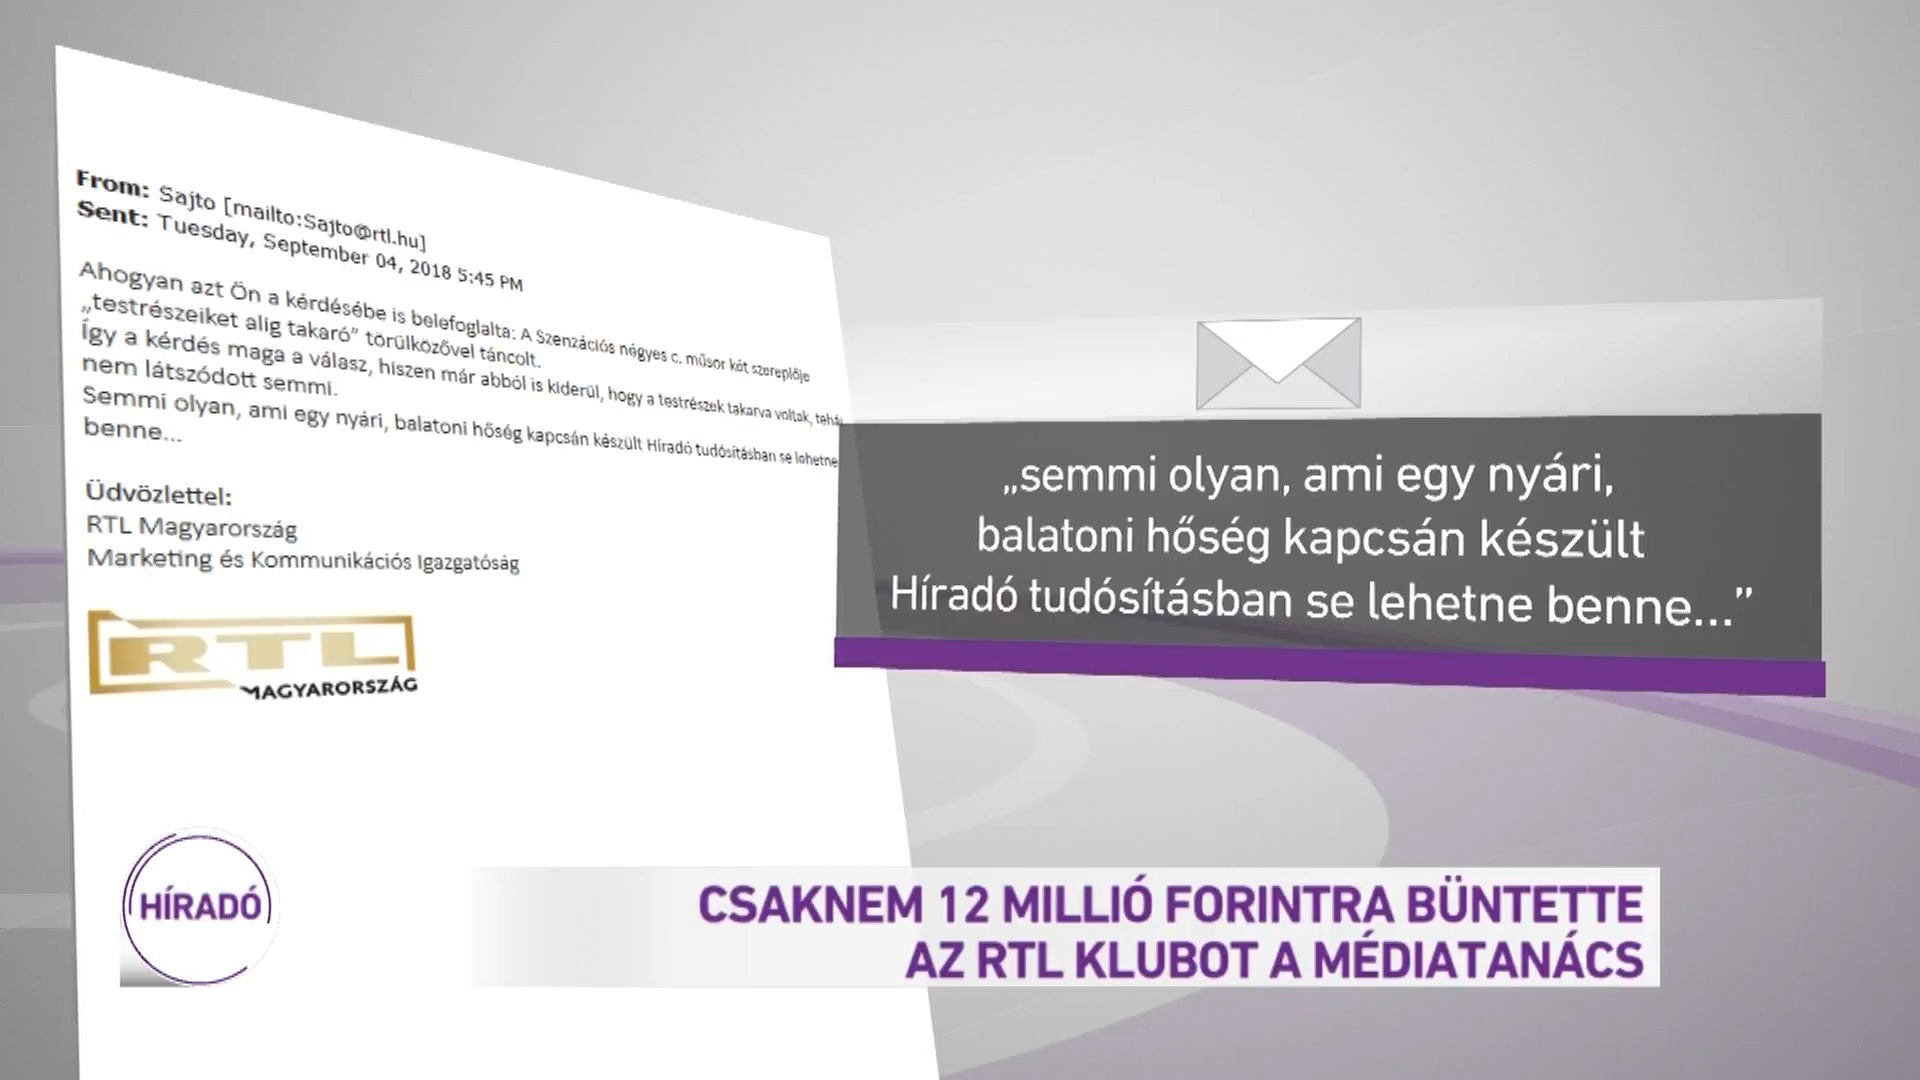 From: Sajto [mailto:Sajto@rtl.hu]
Sent: Tuesday, September 04, 2018 5:45 PM
Ahogyan azt Ön a kérdésébe is belefoglalta: A Szenzációs négyes c. műsor két szereplője
„testrészeiket alig takaró" törülközővel táncolt.
Így a kérdés maga a válasz, hiszen már abból is kiderül, hogy a testrészek takarva voltak, tehá
nem látszódott semmi.
Semmi olyan, ami egy nyári, balatoni hőség kapcsán készült Híradó tudósításban se lehetne
benne...
Üdvözlettel:
RTL Magyarország
Marketing és Kommunikációs Igazgatóság
RTL
MAGYARORSZÁG
„semmi olyan, ami egy nyári,
balatoni hőség kapcsán készült
Híradó tudósításban se lehetne benne..."
HÍRADÓ
CSAKNEM 12 MILLIÓ FORINTRA BÜNTETTE
AZ RTL KLUBOT A MÉDIATANÁCS